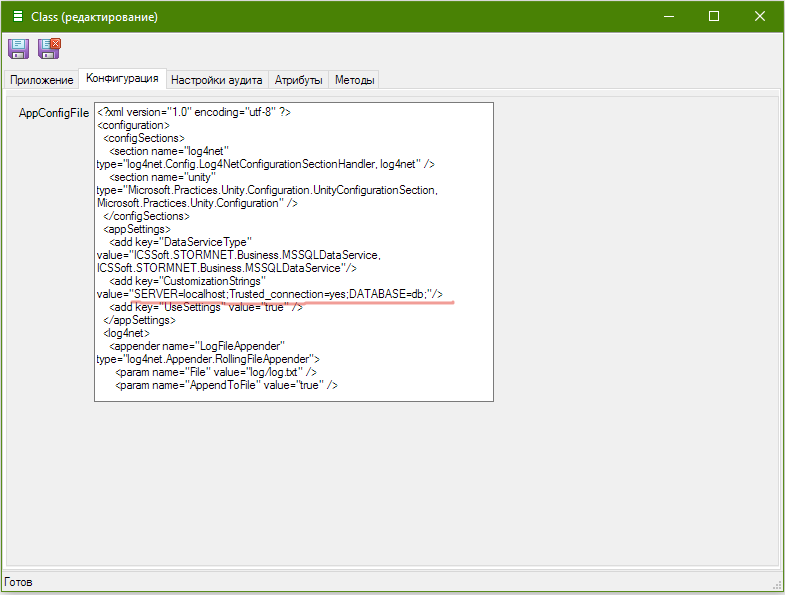 Class (редактирование)
Приложение Конфигурация Настройки аудита Атрибуты Методы
AppConfigFile
<?xml version="1.0" encoding="utf-8" ?>
<configuration>
<configSections>
<section name="log4net"
type="log4net.Config.Log4NetConfigurationSectionHandler, log4net" />
<section name="unity"
type="Microsoft.Practices.Unity.Configuration.UnityConfigurationSection,
Microsoft.Practices.Unity.Configuration" />
</configSections>
<appSettings>
<add key="DataServiceType"
value="ICSSoft.STORMNET.Business.MSSQLDataService,
ICSSoft.STORMNET.Business.MSSQLDataService"/>
<add key="CustomizationStrings"
value="SERVER=localhost;Trusted_connection=yes;DATABASE=db;"/>
<add key="UseSettings" value="true" />
</appSettings>
<log4net>
<appender name="LogFileAppender"
type="log4net.Appender.RollingFileAppender">
<param name="File" value="log/log.txt" />
<param name="AppendToFile" value="true" />
Готов